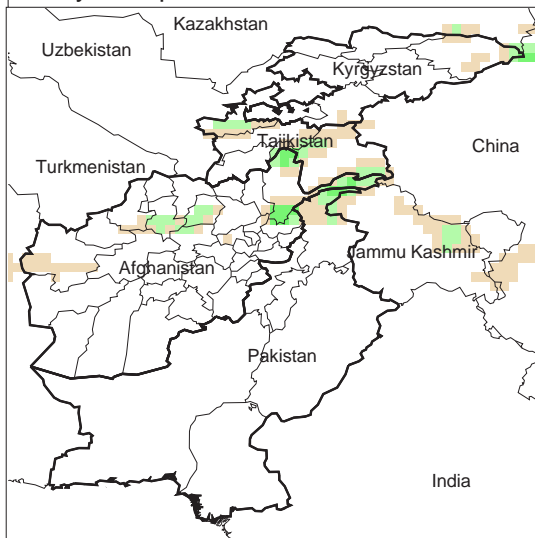 Kazakhstan
Uzbekistan
Kyrgyzstan
Tajikistan
China
Turkmenistan
Jammu Kashmir
Afghanistan
Pakistan
India